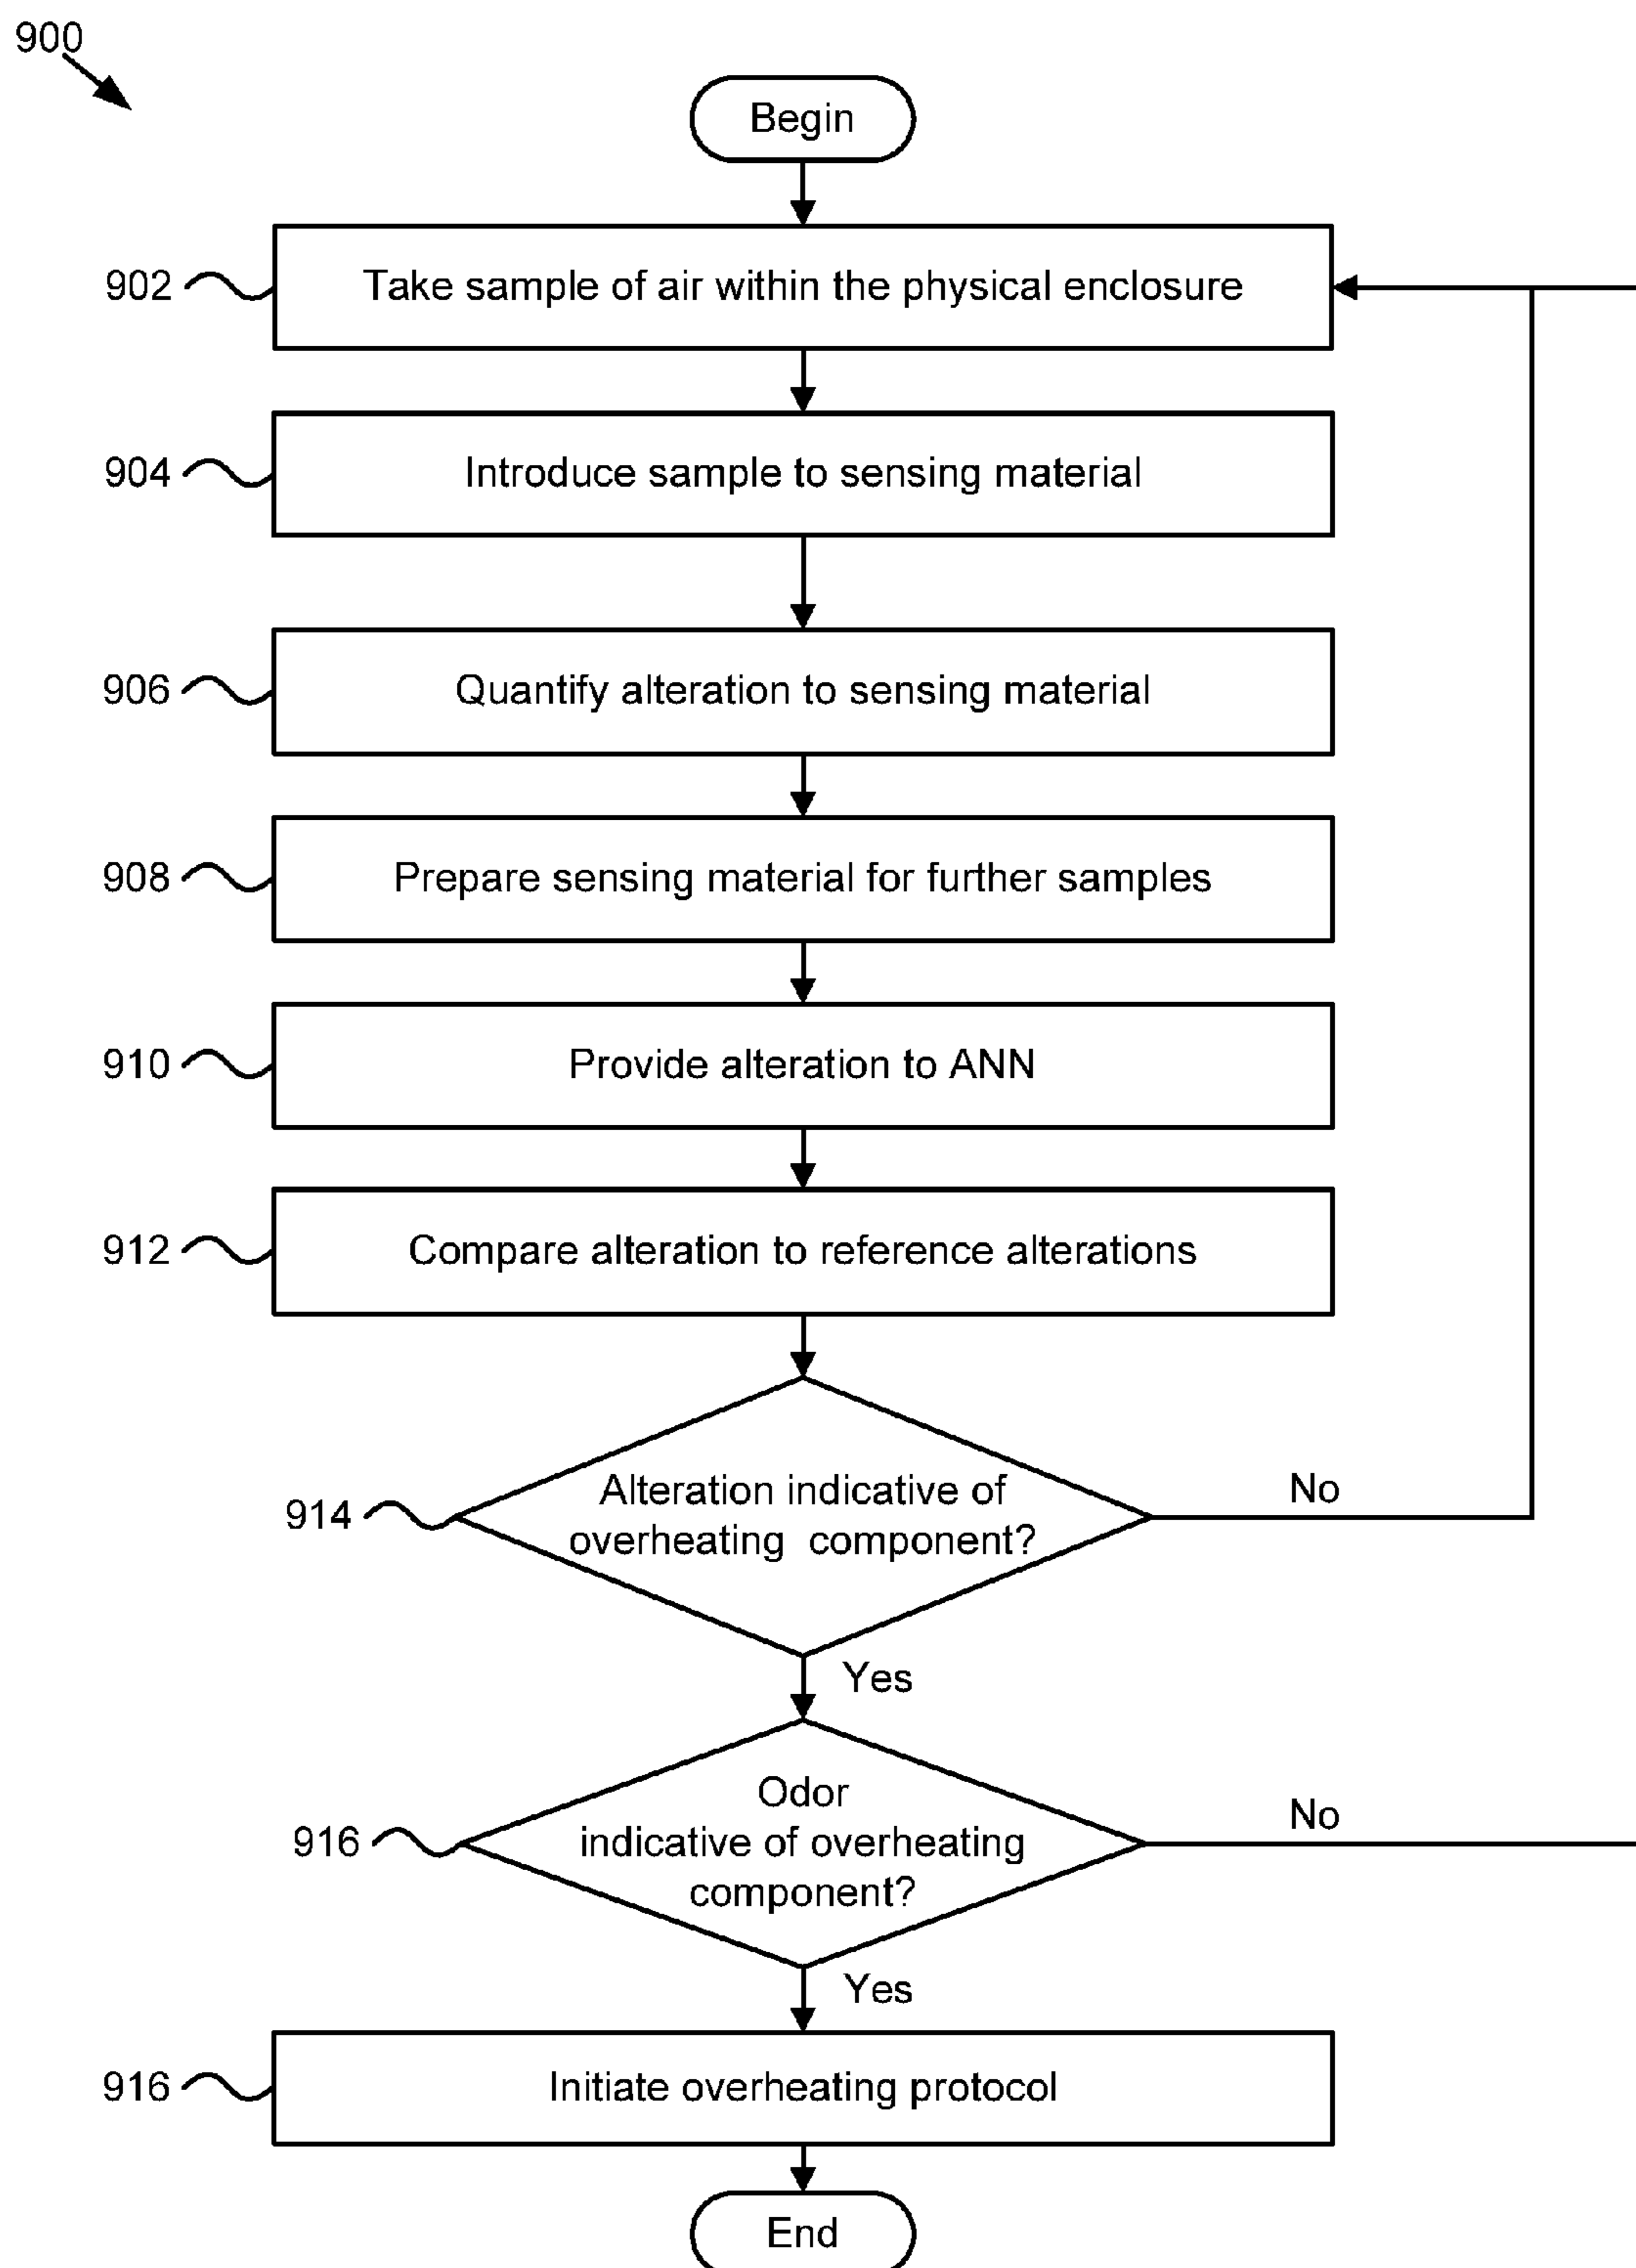 900
Begin
902
Take sample of air within the physical enclosure
904
Introduce sample to sensing material
906
Quantify alteration to sensing material
908
Prepare sensing material for further samples
910
Provide alteration to ANN
912
Compare alteration to reference alterations
914
Alteration indicative of
overheating component?
No
Yes
916
Odor
indicative of overheating
component?
No
Yes
916
Initiate overheating protocol
End